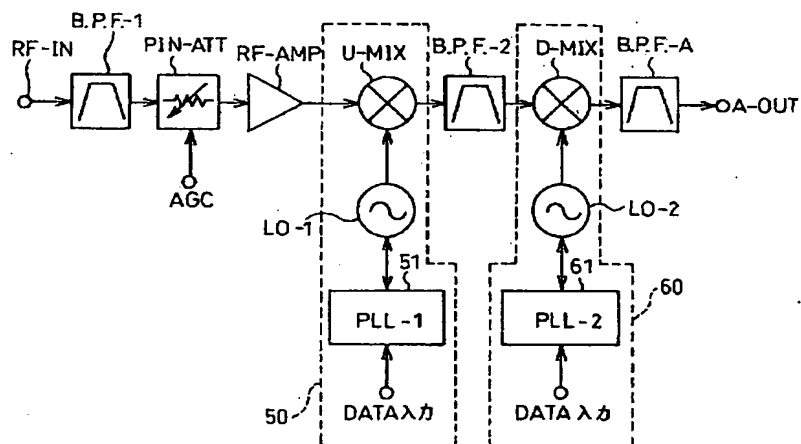 B.P.F.-1
RF-IN
PIN-ATT
RF-AMP
U-MIX
B.P.F.-2
D-MIX
B.P.F.-A
A-OUT
AGC
LO-1
LO-2
51
61
60
PLL-1
PLL-2
50
DATA入力
DATA入力